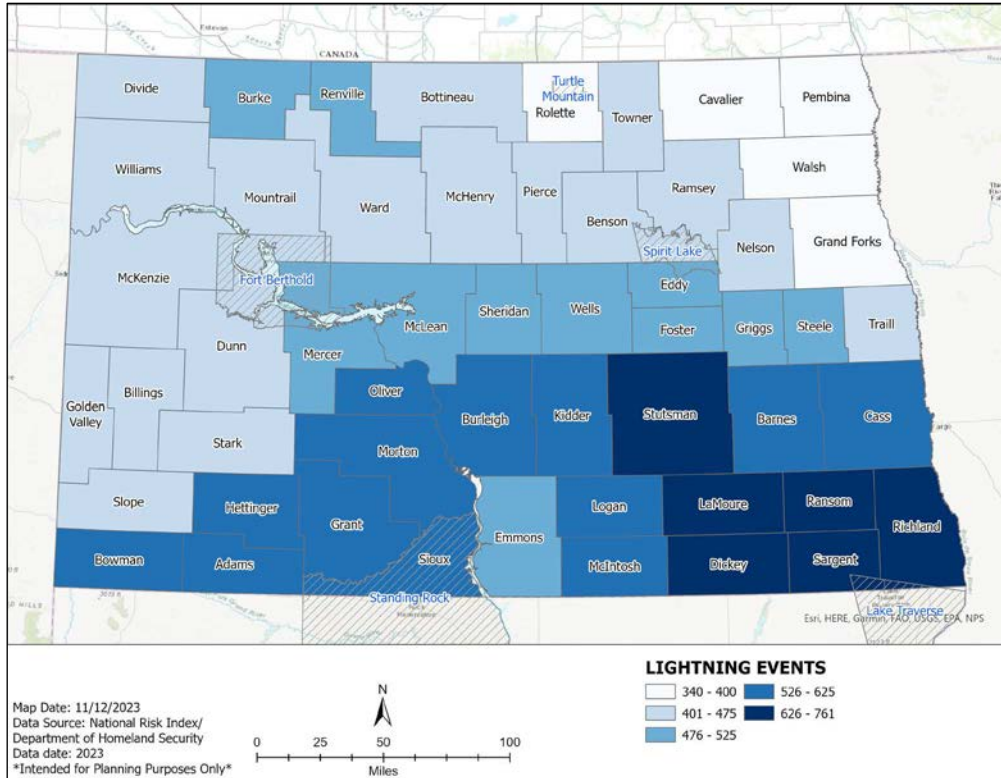 CANADA
Divide
Burke
Renville
Bottineau
Turtle
Mountain
Rolette
Towner
Cavalier
Pembina
Williams
Mountrail
Ward
McHenry
Pierce
Benson
Ramsey
Walsh
Spirit Lake
Nelson
Grand Forks
McKenzie
Fort Berthold
Dunn
Mercer
McLean
Sheridan
Wells
Eddy
Foster
Griggs
Steele
Traill
Golden
Valley
Billings
Stark
Oliver
Morton
Burleigh
Kidder
Stutsman
Barnes
Cass
Slope
Hettinger
Grant
Sioux
Emmons
Logan
LaMoure
Ransom
Richland
Bowman
Adams
McIntosh
Dickey
Sargent
Standing Rock
Lake Traverse
Esri, HERE, Garmin, FAO, USGS, EPA, NPS
LIGHTNING EVENTS
340 - 400
401 - 475
476 - 525
526 - 625
626 - 761
Map Date: 11/12/2023
Data Source: National Risk Index/
Department of Homeland Security
Data date: 2023
*Intended for Planning Purposes Only*
N
0 25 50 100
Miles